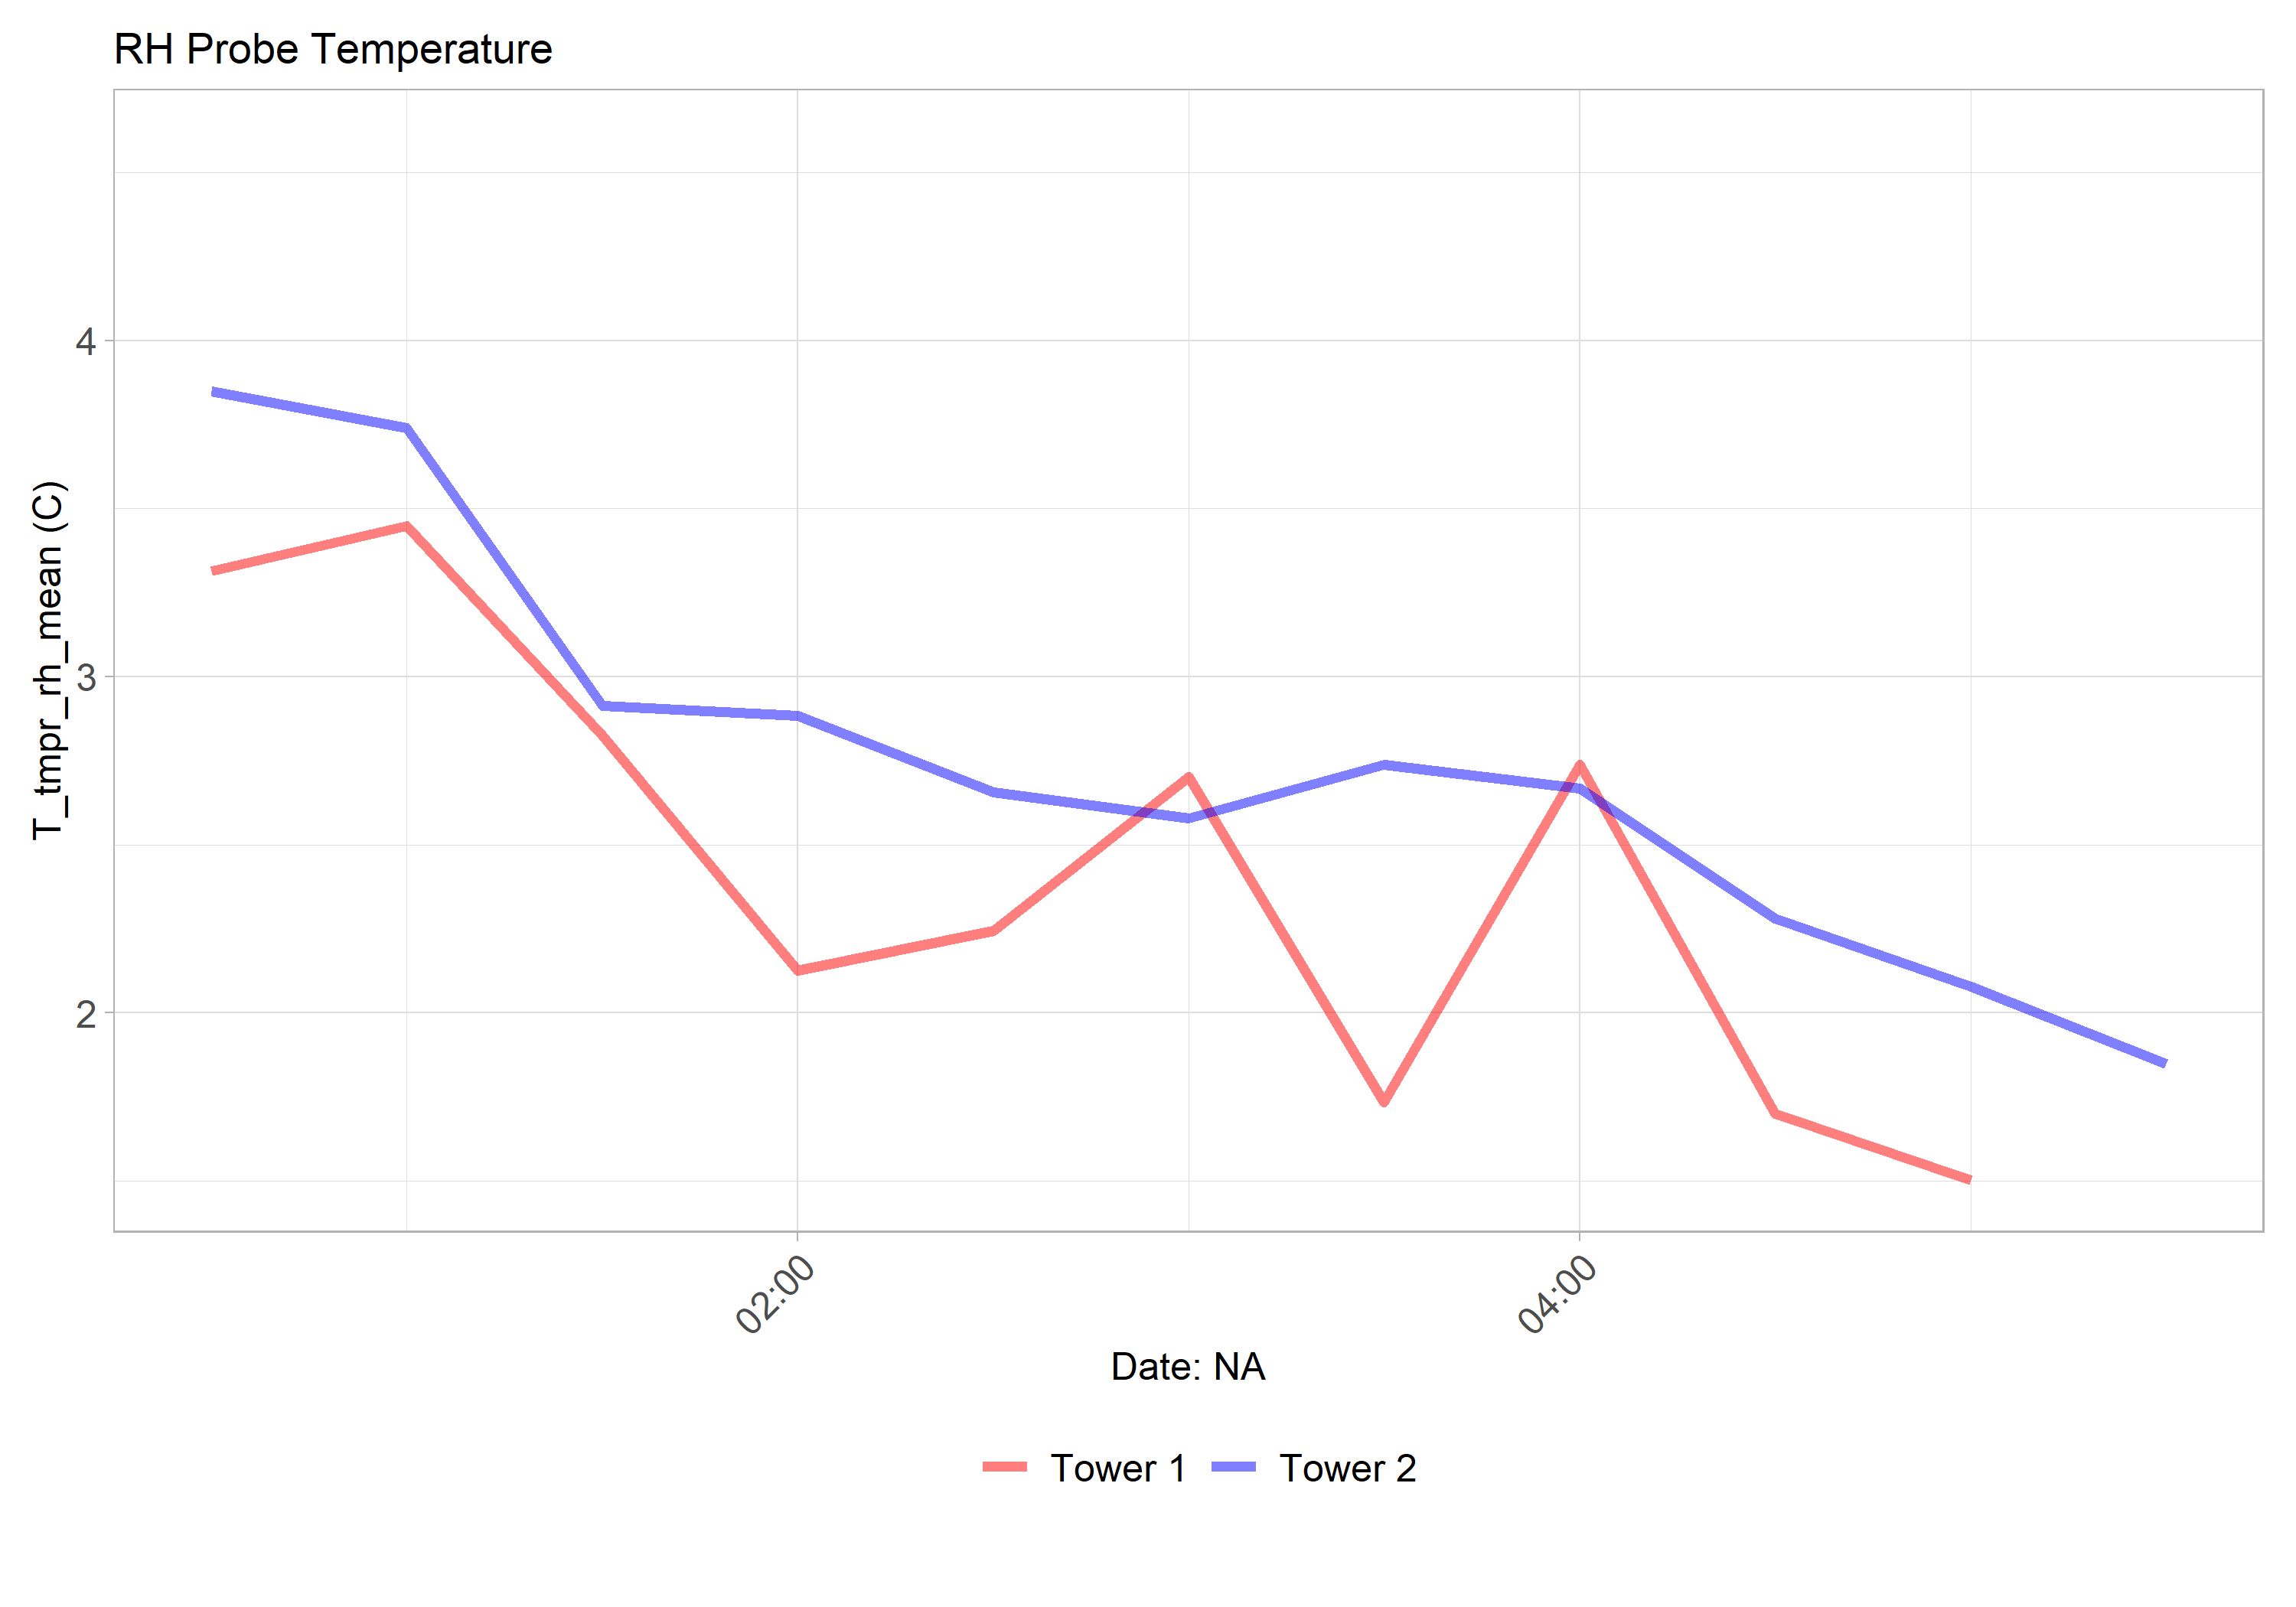 RH Probe Temperature
T_tmpr_rh_mean (C)
4
3
2
02:00
04:00
Date: NA
Tower 1
Tower 2